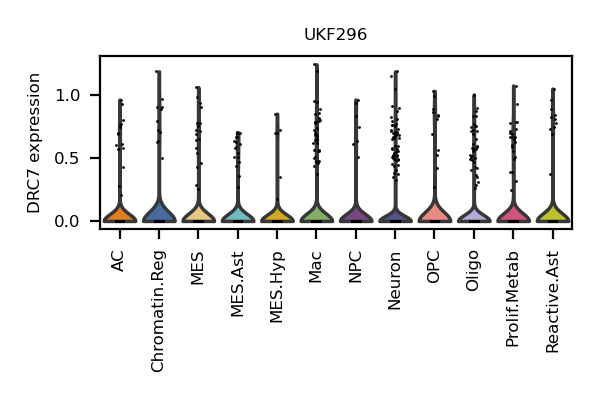 UKF296
DRC7 expression
1.0
0.5
0.0
AC
Chromatin.Reg
MES
MES.Ast
MES.Hyp
Mac
NPC
Neuron
OPC
Oligo
Prolif.Metab
Reactive.Ast